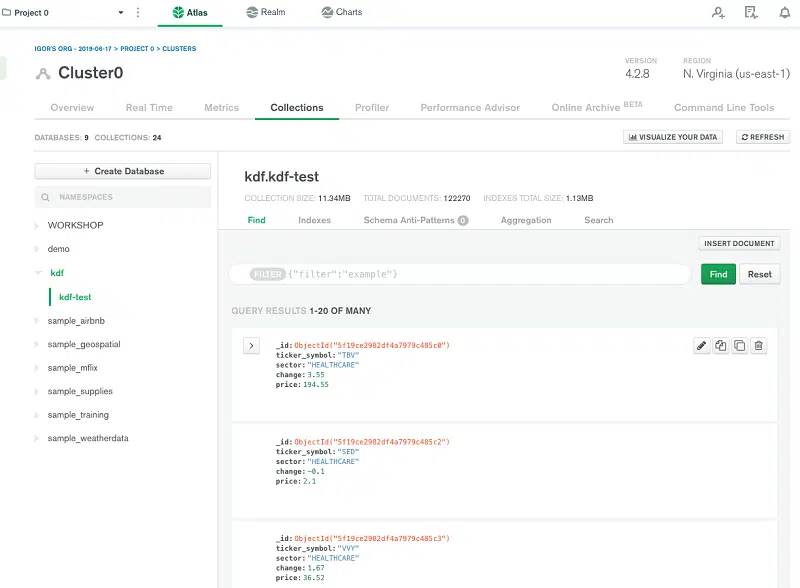 Project 0
Atlas
Realm
Charts
IGOR'S ORG - 2019-06-17 > PROJECT 0 > CLUSTERS
Cluster0
VERSION
4.2.8
REGION
N. Virginia (us-east-1)
Overview
Real Time
Metrics
Collections
Profiler
Performance Advisor
Online Archive BETA
Command Line Tools
DATABASES: 9 COLLECTIONS: 24
VISUALIZE YOUR DATA
REFRESH
+ Create Database
NAMESPACES
WORKSHOP
demo
kdf
kdf-test
sample_airbnb
sample_geospatial
sample_mflix
sample_supplies
sample_training
sample_weatherdata
kdf.kdf-test
COLLECTION SIZE: 11.34MB TOTAL DOCUMENTS: 122270 INDEXES TOTAL SIZE: 1.13MB
Find
Indexes
Schema Anti-Patterns 0
Aggregation
Search
INSERT DOCUMENT
FILTER {"filter":"example"}
Find
Reset
QUERY RESULTS 1-20 OF MANY
_id:ObjectId("5f19ce2982df4a7979c485c0")
ticker_symbol:"TBV"
sector:"HEALTHCARE"
change:3.55
price:194.55
_id:ObjectId("5f19ce2982df4a7979c485c2")
ticker_symbol:"SED"
sector:"HEALTHCARE"
change:-0.1
price:2.1
_id:ObjectId("5f19ce2982df4a7979c485c3")
ticker_symbol:"VVY"
sector:"HEALTHCARE"
change:1.67
price:36.52